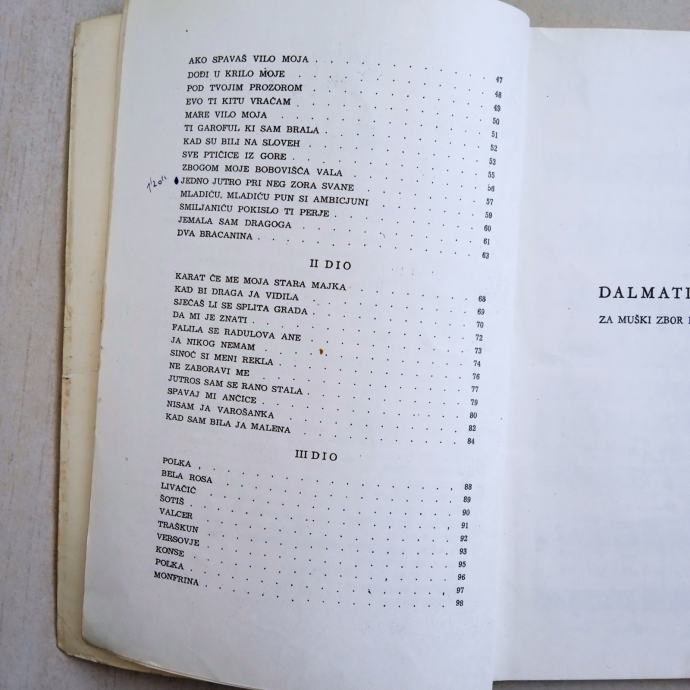 AKO SPAVAŠ VILO MOJA . . . . . . . . . . . 47
DOĐI U KRILO MOJE . . . . . . . . . . . 48
POD TVOJIM PROZOROM . . . . . . . . . . . 49
EVO TI KITU VRAČAM . . . . . . . . . . . 50
MARE VILO MOJA . . . . . . . . . . . 51
TI GAROFUL KI SAM BRALA . . . . . . . . . . . 52
KAD SU BILI NA SLOVEH . . . . . . . . . . . 53
SVE PTIČICE IZ GORE . . . . . . . . . . . 55
ZBOGOM MOJE BOBOVIŠĆA VALA . . . . . . . . . . . 56
JEDNO JUTRO PRI NEG ZORA SVANE . . . . . . . . . . . 57
MLADIĆU, MLADIĆU PUN SI AMBICJUNI . . . . . . . . . . . 59
SMILJANIĆU POKISLO TI PERJE . . . . . . . . . . . 60
JEMALA SAM DRAGOGA . . . . . . . . . . . 61
DVA BRACANINA . . . . . . . . . . . 63
II DIO
KARAT ĆE ME MOJA STARA MAJKA . . . . . . . . . . . 68
KAD BI DRAGA JA VIDILA . . . . . . . . . . . 69
SJEĆAŠ LI SE SPLITA GRADA . . . . . . . . . . . 70
DA MI JE ZNATI . . . . . . . . . . . 72
FALILA SE RADULOVA ANE . . . . . . . . . . . 73
JA NIKOG NEMAM . . . . . . . . . . . 74
SINOĆ SI MENI REKLA . . . . . . . . . . . 76
NE ZABORAVI ME . . . . . . . . . . . 77
JUTROS SAM SE RANO STALA . . . . . . . . . . . 79
SPAVAJ MI ANČICE . . . . . . . . . . . 80
NISAM JA VAROŠANKA . . . . . . . . . . . 82
KAD SAM BILA JA MALENA . . . . . . . . . . . 84
III DIO
POLKA . . . . . . . . . . . 88
BELA ROSA . . . . . . . . . . . 89
LIVAČIĆ . . . . . . . . . . . 90
ŠOTIŠ . . . . . . . . . . . 91
VALCER . . . . . . . . . . . 92
TRAŠKUN . . . . . . . . . . . 93
VERSOVJE . . . . . . . . . . . 95
KONSE . . . . . . . . . . . 96
POLKA . . . . . . . . . . . 97
MONFRINA . . . . . . . . . . . 98
DALMATI
ZA MUŠKI ZBOR